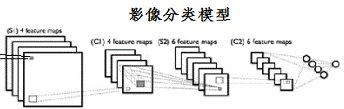 影像分类模型
(S1) 4 feature maps
(C1) 4 feature maps
(S2) 6 feature maps
(C2) 6 feature maps